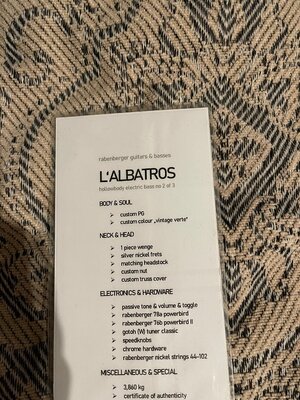 rabenberger guitars & basses
L'ALBATROS
hollowbody electric bass no 2 of 3
BODY & SOUL
➢ custom PG
➢ custom colour „vintage verte"
NECK & HEAD
➢ 1 piece wenge
➢ silver nickel frets
➢ matching headstock
➢ custom nut
➢ custom truss cover
ELECTRONICS & HARDWARE
➢ passive tone & volume & toggle
➢ rabenberger 78a powerbird
➢ rabenberger 76b powerbird II
➢ gotoh (W) tuner classic
➢ speedknobs
➢ chrome hardware
➢ rabenberger nickel strings 44-102
MISCELLANEOUS & SPECIAL
➢ 3,860 kg
➢ certificate of authenticity